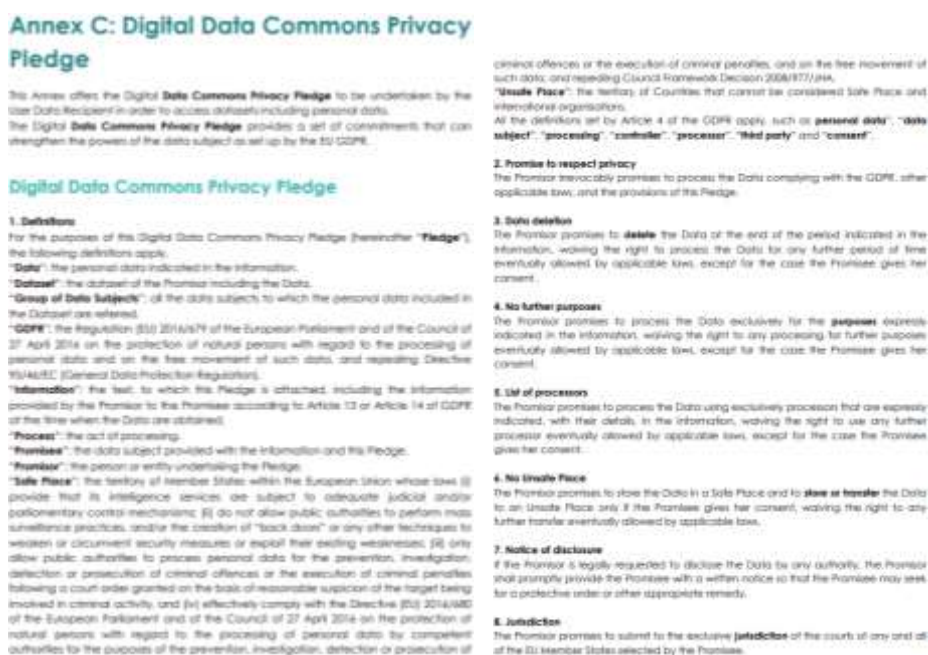 Annex C: Digital Data Commons Privacy
Pledge
This Annex offers the Digital Data Commons Privacy Pledge to be undertaken by the
Use Data Recipient in order to access datasets including personal data.
The Digital Data Commons Privacy Pledge provides a set of commitments that can
strengthen the powers of the data subject as set up by the EU GDPR.
Digital Data Commons Privacy Pledge
1. Definitions
For the purposes of this Digital Data Commons Privacy Pledge (hereinafter "Pledge"),
the following definitions apply.
"Data": the personal data indicated in the Information.
"Dataset": the dataset of the Promisor including the Data.
"Group of Data Subjects": all the data subjects to which the personal data included in
the Dataset are referred.
"GDPR": the Regulation (EU) 2016/679 of the European Parliament and of the Council of
27 April 2016 on the protection of natural persons with regard to the processing of
personal data and on the free movement of such data, and repealing Directive
95/46/EC (General Data Protection Regulation).
"Information": the text, to which this Pledge is attached, including the information
provided by the Promisor to the Promisee according to Article 13 or Article 14 of GDPR
at the time when the Data are obtained.
"Process": the act of processing.
"Promisee": the data subject provided with the Information and this Pledge.
"Promisor": the person or entity undertaking the Pledge.
"Safe Place": the territory of Member States within the European Union whose laws (i)
provide that its intelligence services are subject to adequate judicial and/or
parliamentary control mechanisms; (ii) do not allow public authorities to perform mass
surveillance practices, and/or the creation of "back doors" or any other techniques to
weaken or circumvent security measures or exploit their existing weaknesses; (iii) only
allow public authorities to process personal data for the prevention, investigation,
detection or prosecution of criminal offences or the execution of criminal penalties
following a court order granted on the basis of reasonable suspicion of the target being
involved in criminal activity, and (iv) effectively comply with the Directive (EU) 2016/680
of the European Parliament and of the Council of 27 April 2016 on the protection of
natural persons with regard to the processing of personal data by competent
authorities for the purposes of the prevention, investigation, detection or prosecution of
criminal offences or the execution of criminal penalties, and on the free movement of
such data, and repealing Council Framework Decision 2008/977/JHA.
"Unsafe Place": the territory of Countries that cannot be considered Safe Place and
international organisations.
All the definitions set by Article 4 of the GDPR apply, such as personal data", "data
subject", "processing", "controller", "processor", "third party" and "consent".
2. Promise to respect privacy
The Promisor irrevocably promises to process the Data complying with the GDPR, other
applicable laws, and the provisions of this Pledge.
3. Data deletion
The Promisor promises to delete the Data at the end of the period indicated in the
Information, waiving the right to process the Data for any further period of time
eventually allowed by applicable laws, except for the case the Promisee gives her
consent.
4. No further purposes
The Promisor promises to process the Data exclusively for the purposes expressly
indicated in the Information, waiving the right to any processing for further purposes
eventually allowed by applicable laws, except for the case the Promisee gives her
consent.
5. List of processors
The Promisor promises to process the Data using exclusively processors that are expressly
indicated, with their details, in the Information, waiving the right to use any further
processor eventually allowed by applicable laws, except for the case the Promisee
gives her consent.
6. No Unsafe Place
The Promisor promises to store the Data in a Safe Place and to store or transfer the Data
to an Unsafe Place only if the Promisee gives her consent, waiving the right to any
further transfer eventually allowed by applicable laws.
7. Notice of disclosure
If the Promisor is legally requested to disclose the Data by any authority, the Promisor
shall promptly provide the Promisee with a written notice so that the Promisee may seek
for a protective order or other appropriate remedy.
8. Jurisdiction
The Promisor promises to submit to the exclusive jurisdiction of the courts of any and all
of the EU Member States selected by the Promisee.